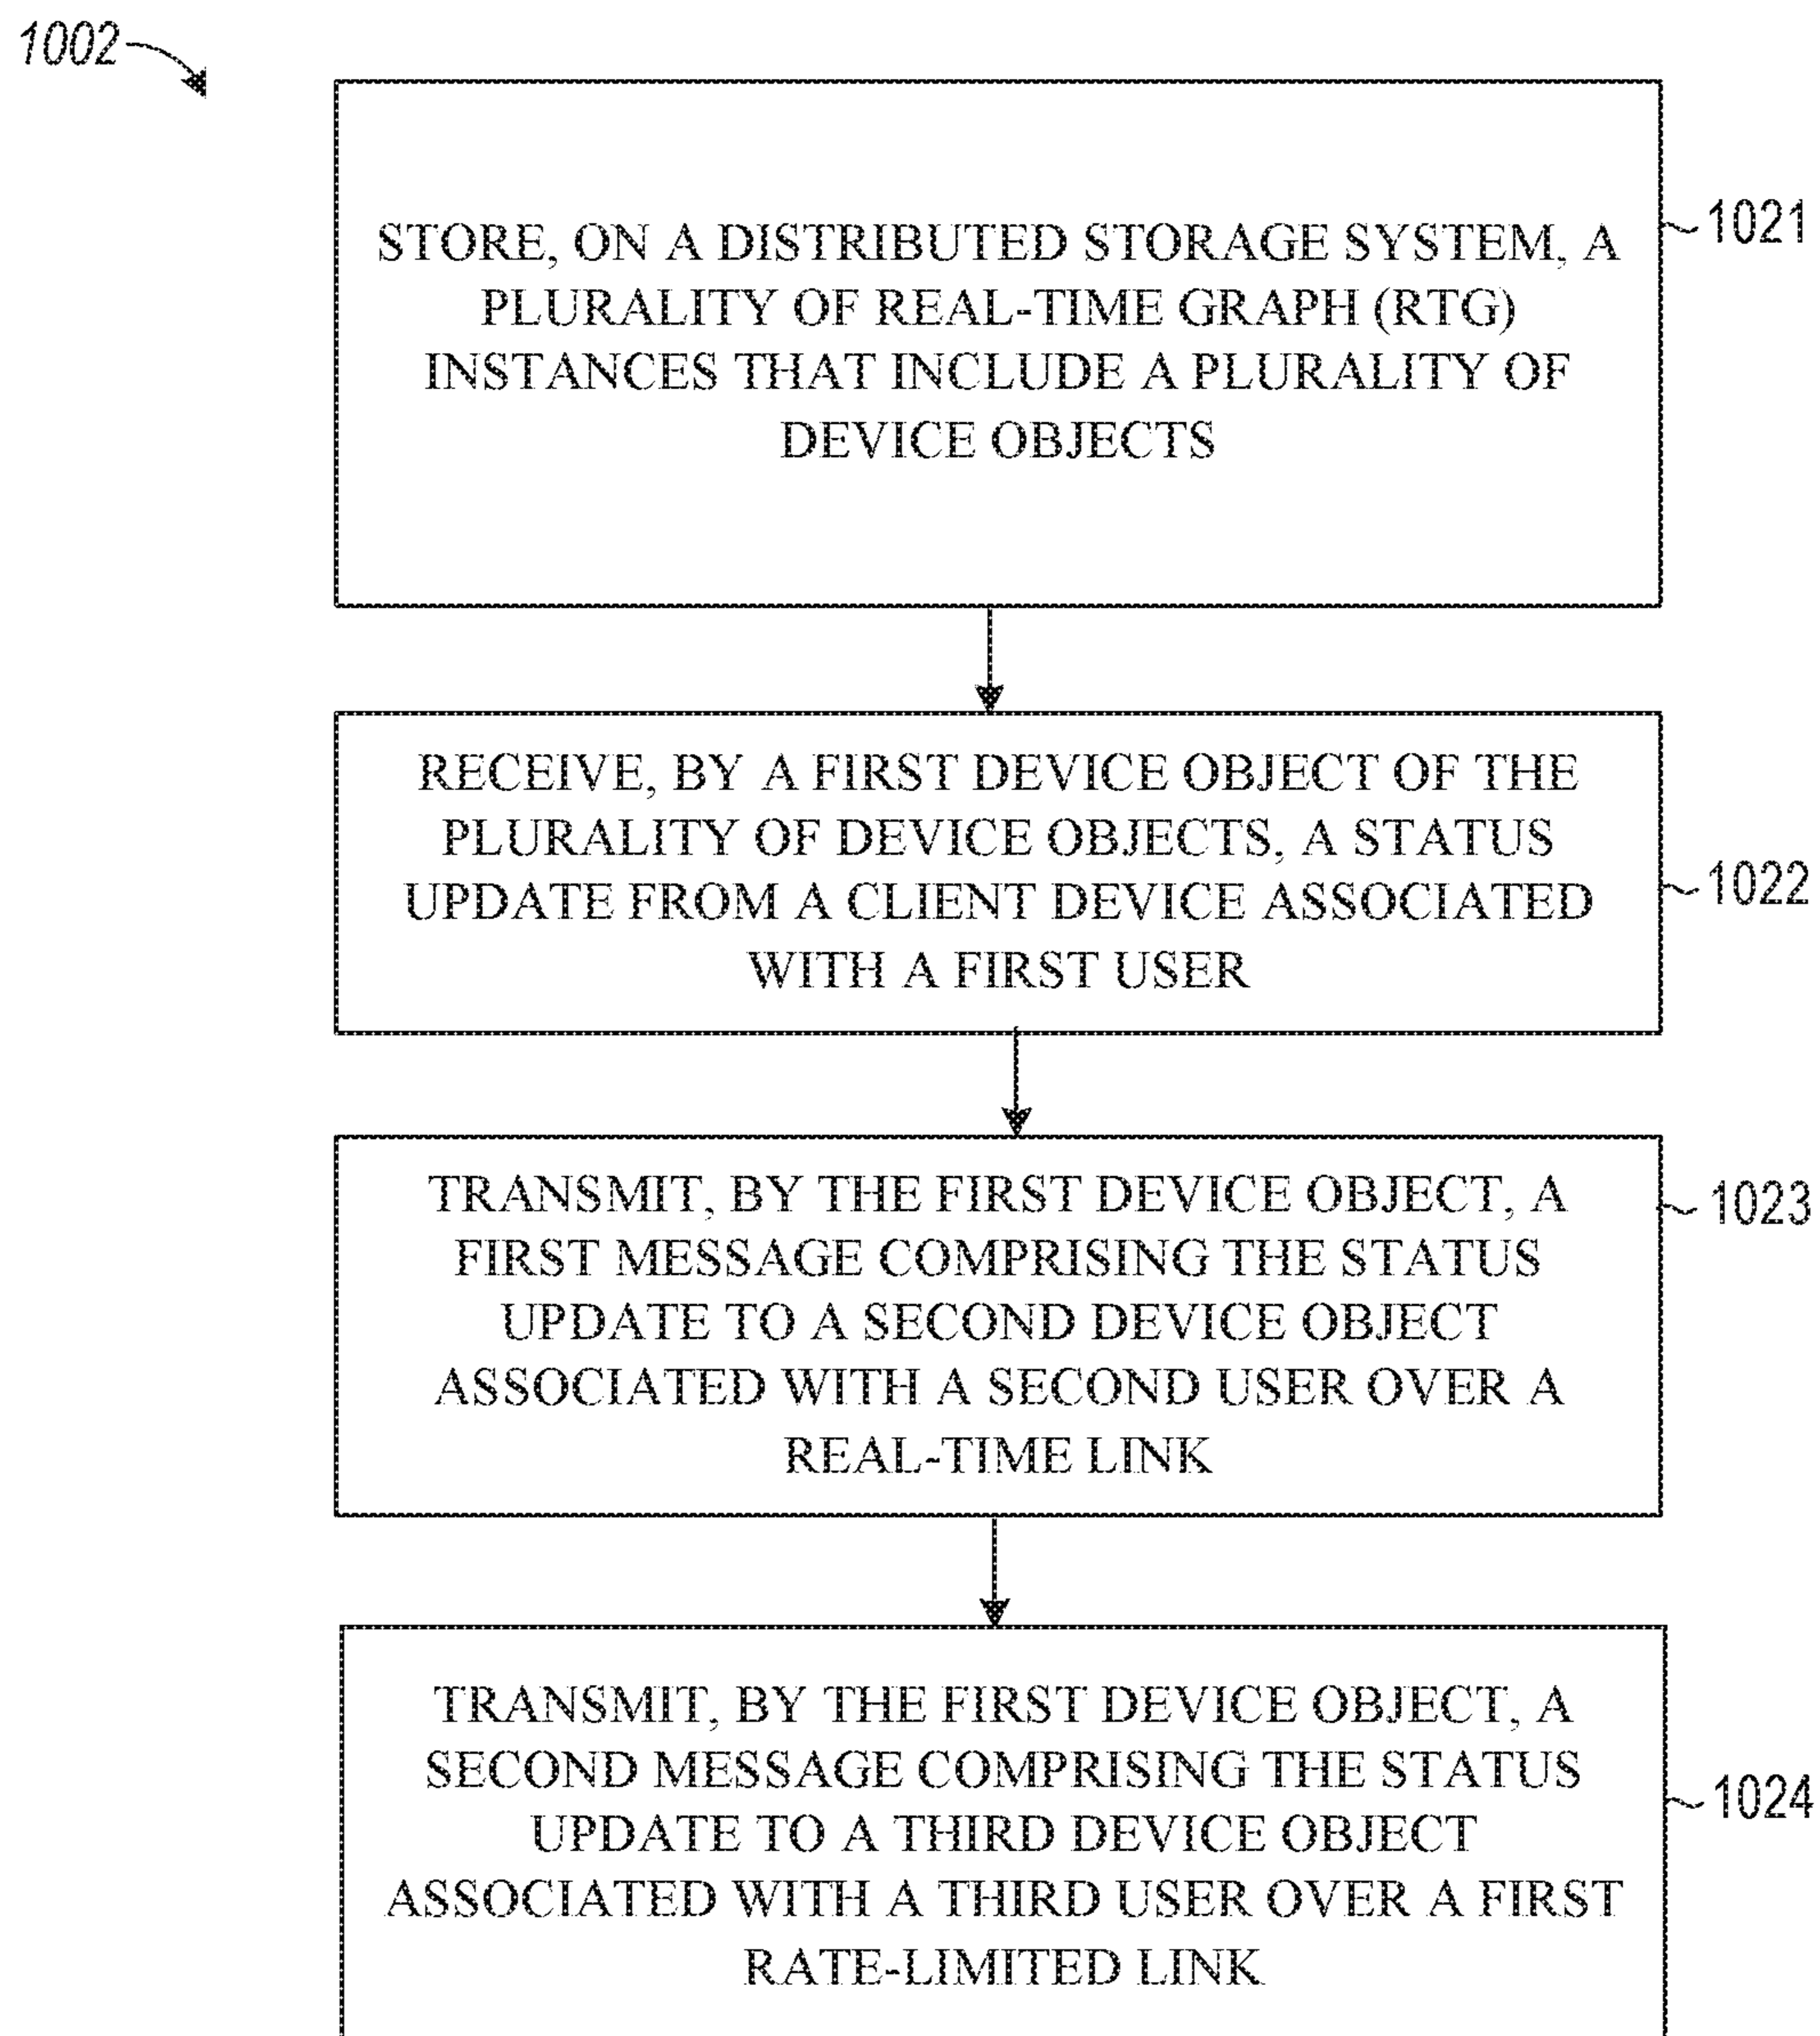 1002
STORE, ON A DISTRIBUTED STORAGE SYSTEM, A
PLURALITY OF REAL-TIME GRAPH (RTG)
INSTANCES THAT INCLUDE A PLURALITY OF
DEVICE OBJECTS
1021
RECEIVE, BY A FIRST DEVICE OBJECT OF THE
PLURALITY OF DEVICE OBJECTS, A STATUS
UPDATE FROM A CLIENT DEVICE ASSOCIATED
WITH A FIRST USER
1022
TRANSMIT, BY THE FIRST DEVICE OBJECT, A
FIRST MESSAGE COMPRISING THE STATUS
UPDATE TO A SECOND DEVICE OBJECT
ASSOCIATED WITH A SECOND USER OVER A
REAL-TIME LINK
1023
TRANSMIT, BY THE FIRST DEVICE OBJECT, A
SECOND MESSAGE COMPRISING THE STATUS
UPDATE TO A THIRD DEVICE OBJECT
ASSOCIATED WITH A THIRD USER OVER A FIRST
RATE-LIMITED LINK
1024